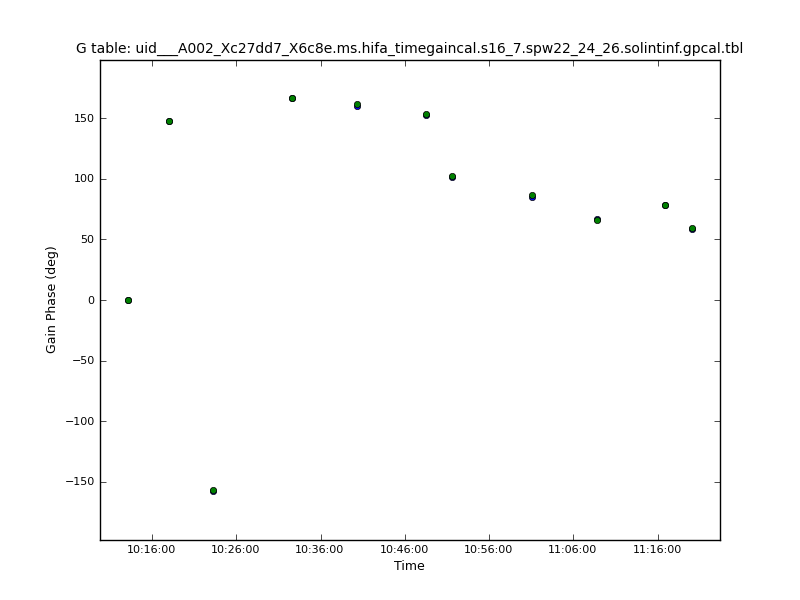 G table: uid___A002_Xc27dd7_X6c8e.ms.hifa_timegaincal.s16_7.spw22_24_26.solintinf.gpcal.tbl
150
100
50
0
−50
−100
−150
Gain Phase (deg)
10:16:00 10:26:00 10:36:00 10:46:00 10:56:00 11:06:00 11:16:00
Time